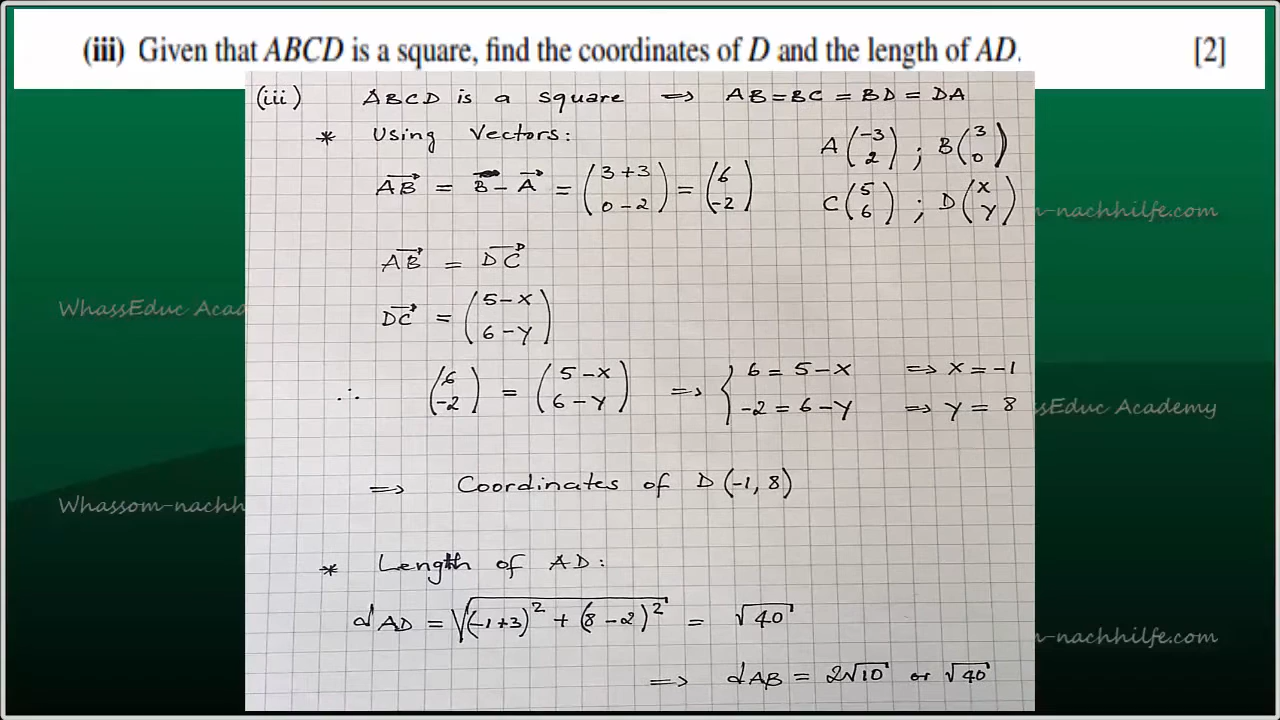 (iii) Given that ABCD is a square, find the coordinates of D and the length of AD. [2]
(iii) ABCD is a square ⟹ AB=BC=BD=DA
* Using Vectors:
A(-3 2) ; B(3 0)
AB→ = B→ - A→ = (3+3 0-2) = (6 -2)
C(5 6) ; D(x y)
m-nachhilfe.com
AB→ = DC→
WhassEduc Acad
DC→ = (5-x 6-y)
∴ (6 -2) = (5-x 6-y) ⟹ { 6 = 5-x ⟹ x = -1
-2 = 6-y ⟹ y = 8
ssEduc Academy
⟹ Coordinates of D (-1, 8)
Whassom-nachh
* Length of AD:
dAD = √(-1+3)² + (8-2)² = √40
m-nachhilfe.com
⟹ dAB = 2√10 or √40